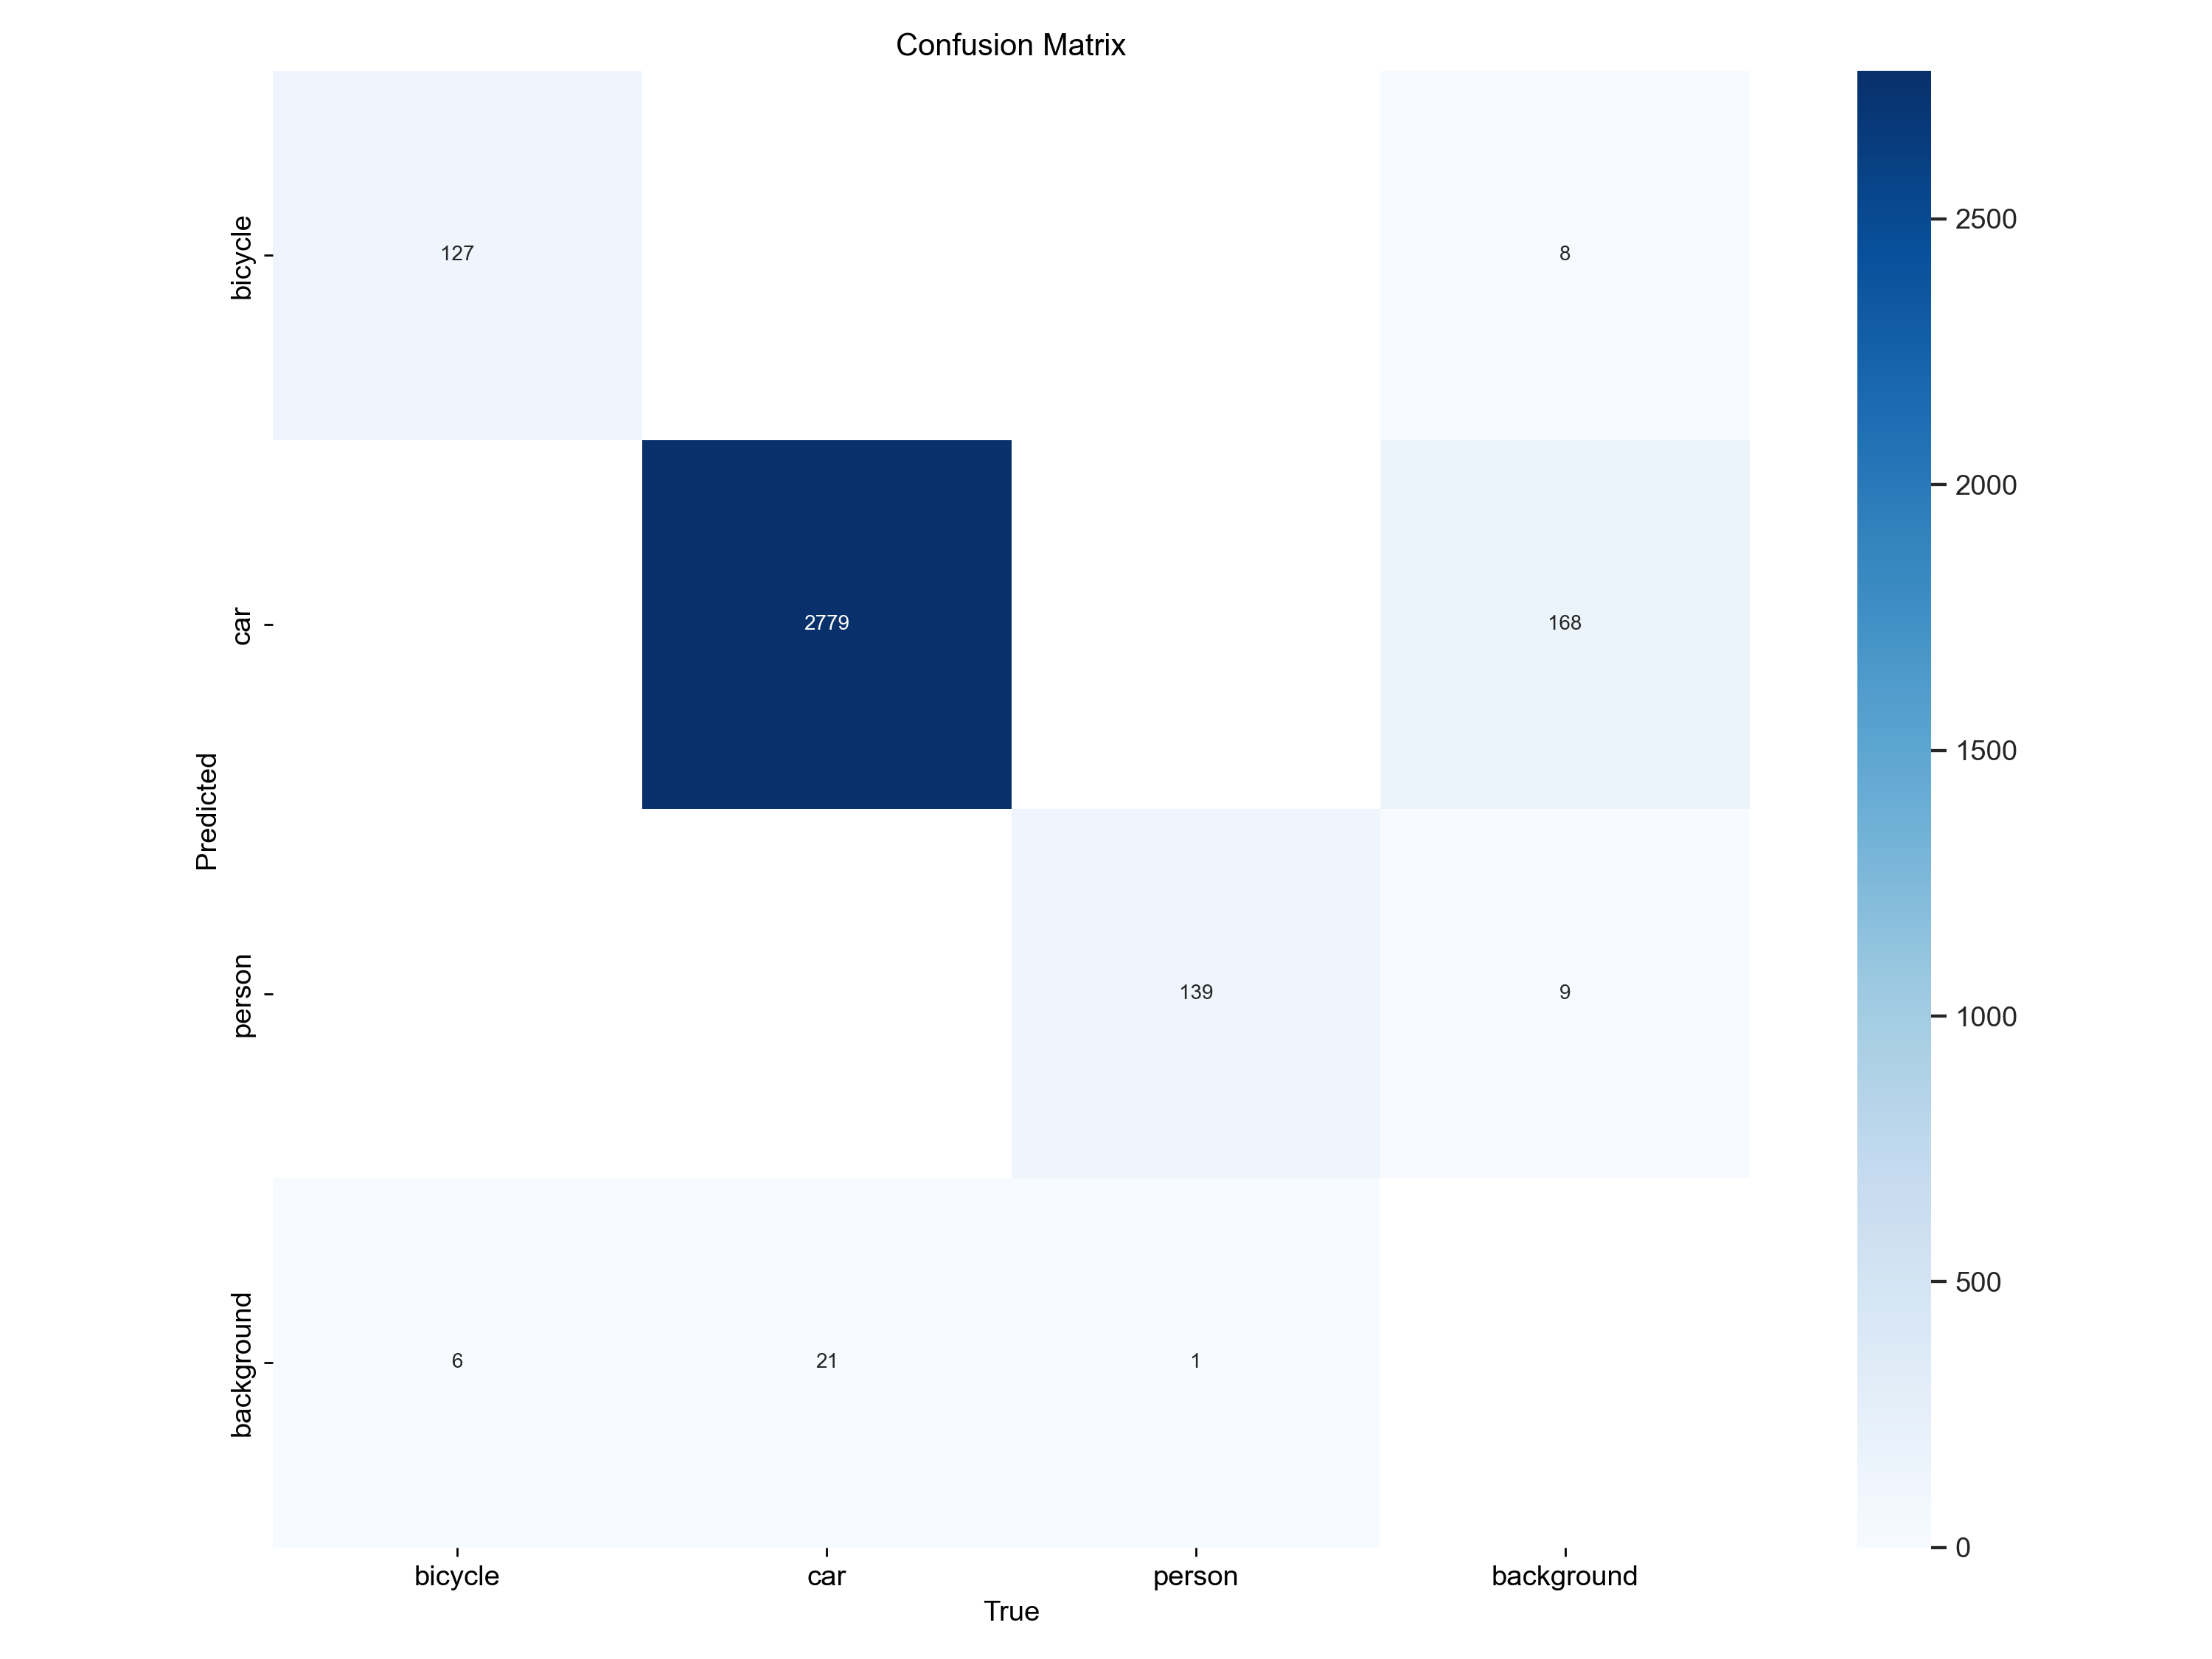 Confusion Matrix
bicycle
127
8
car
2779
168
person
139
9
background
6
21
1
Predicted
bicycle
car
person
background
True
2500
2000
1500
1000
500
0